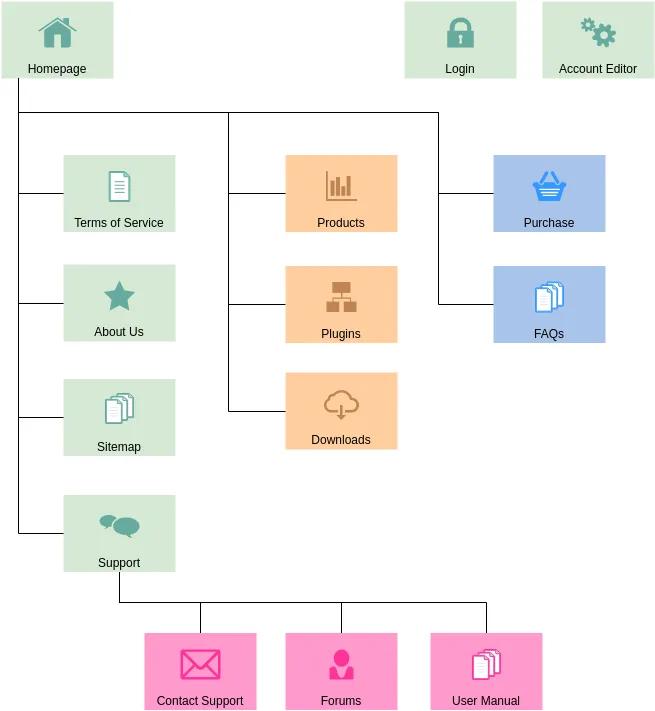 Homepage
Login
Account Editor
Terms of Service
Products
Purchase
About Us
Plugins
FAQs
Sitemap
Downloads
Support
Contact Support
Forums
User Manual